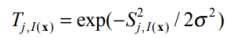 T_{j,I(x)} = exp(−S²_{j,I(x)} / 2σ²)